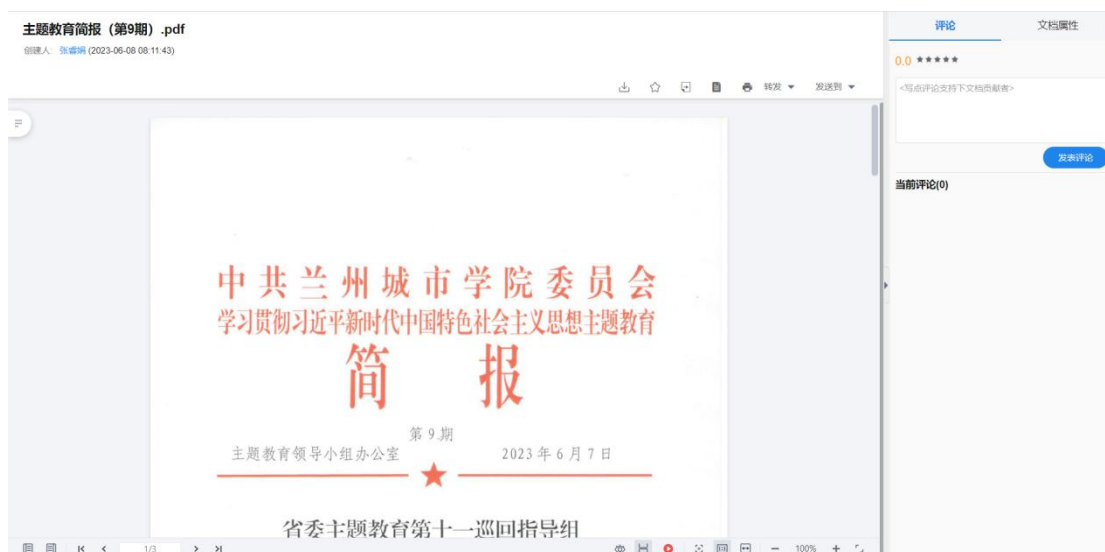 主题教育简报（第9期）.pdf
创建人: 张睿娟 (2023-06-08 08:11:43)
评论 文档属性
0.0
<写点评论支持下文档贡献者>
发表评论
当前评论(0)
转发 发送到
中共兰州城市学院委员会
学习贯彻习近平新时代中国特色社会主义思想主题教育
简 报
第9期
主题教育领导小组办公室 2023年6月7日
省委主题教育第十一巡回指导组
1/3 100%